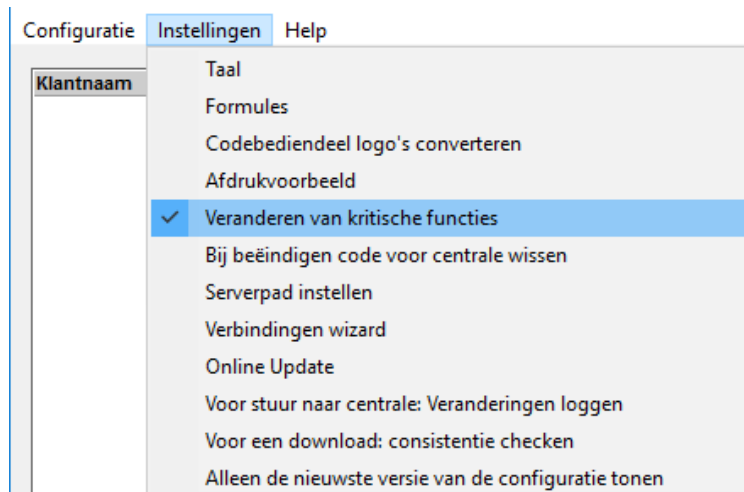 Configuratie Instellingen Help
Klantnaam
Taal
Formules
Codebediendeel logo's converteren
Afdrukvoorbeeld
Veranderen van kritische functies
Bij beëindigen code voor centrale wissen
Serverpad instellen
Verbindingen wizard
Online Update
Voor stuur naar centrale: Veranderingen loggen
Voor een download: consistentie checken
Alleen de nieuwste versie van de configuratie tonen